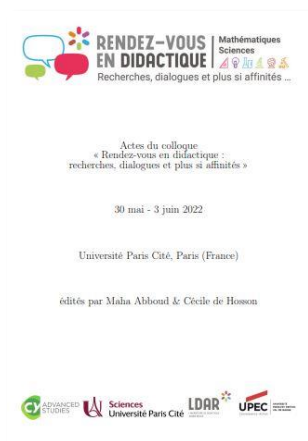 RENDEZ-VOUS
EN DIDACTIQUE
Mathématiques
Sciences
Recherches, dialogues et plus si affinités ...
Actes du colloque
« Rendez-vous en didactique :
recherches, dialogues et plus si affinités »
30 mai - 3 juin 2022
Université Paris Cité, Paris (France)
édités par Maha Abboud & Cécile de Hosson
CY ADVANCED
STUDIES
Sciences
Université Paris Cité
LDAR
UPEC